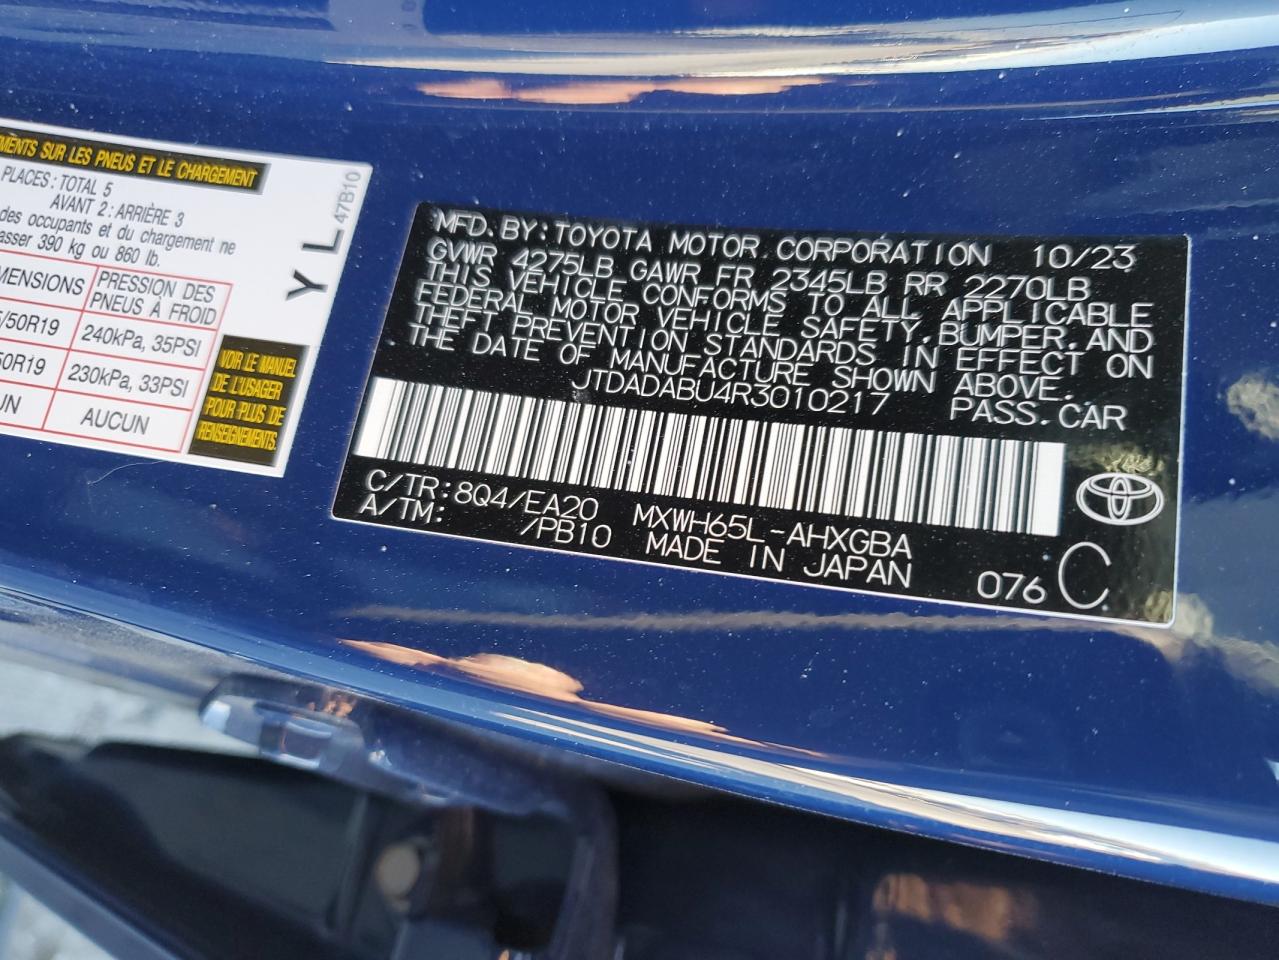 MENTS SUR LES PNEUS ET LE CHARGEMENT
PLACES: TOTAL 5
AVANT 2: ARRIÈRE 3
des occupants et du chargement ne
asser 390 kg ou 860 lb.
MENSIONS PRESSION DES PNEUS À FROID
/50R19 240kPa, 35PSI
50R19 230kPa, 33PSI
UN AUCUN
VOIR LE MANUEL
DE L'USAGER
POUR PLUS DE
RENSEIGNEMENTS.
47B10
YL
MFD. BY: TOYOTA MOTOR CORPORATION 10/23
GVWR 4275LB GAWR FR 2345LB RR 2270LB
THIS VEHICLE CONFORMS TO ALL APPLICABLE
FEDERAL MOTOR VEHICLE SAFETY, BUMPER, AND
THEFT PREVENTION STANDARDS IN EFFECT ON
THE DATE OF MANUFACTURE SHOWN ABOVE.
JTDADABU4R3010217 PASS. CAR
C/TR: 8Q4/EA20 MXWH65L-AHXGBA
A/TM: /PB10 MADE IN JAPAN 076 C